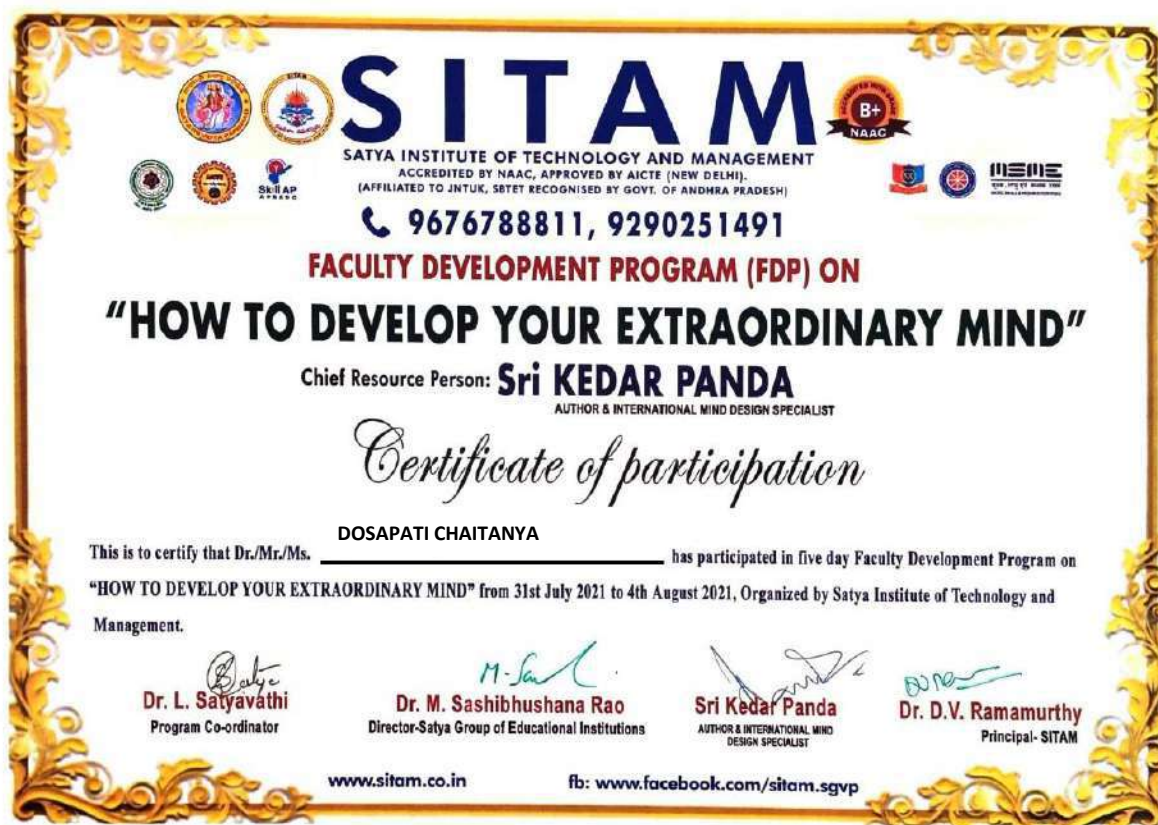 SITAM
B+
NAAC
SATYA INSTITUTE OF TECHNOLOGY AND MANAGEMENT
ACCREDITED BY NAAC, APPROVED BY AICTE (NEW DELHI).
(AFFILIATED TO JNTUK, SBTET RECOGNISED BY GOVT. OF ANDHRA PRADESH)
Skill AP
MSME
9676788811, 9290251491
FACULTY DEVELOPMENT PROGRAM (FDP) ON
"HOW TO DEVELOP YOUR EXTRAORDINARY MIND"
Chief Resource Person: Sri KEDAR PANDA
AUTHOR & INTERNATIONAL MIND DESIGN SPECIALIST
Certificate of participation
DOSAPATI CHAITANYA
This is to certify that Dr./Mr./Ms. has participated in five day Faculty Development Program on
"HOW TO DEVELOP YOUR EXTRAORDINARY MIND" from 31st July 2021 to 4th August 2021, Organized by Satya Institute of Technology and
Management.
Dr. L. Satyavathi
Program Co-ordinator
Dr. M. Sashibhushana Rao
Director-Satya Group of Educational Institutions
Sri Kedar Panda
AUTHOR & INTERNATIONAL MIND
DESIGN SPECIALIST
Dr. D.V. Ramamurthy
Principal- SITAM
www.sitam.co.in fb: www.facebook.com/sitam.sgvp